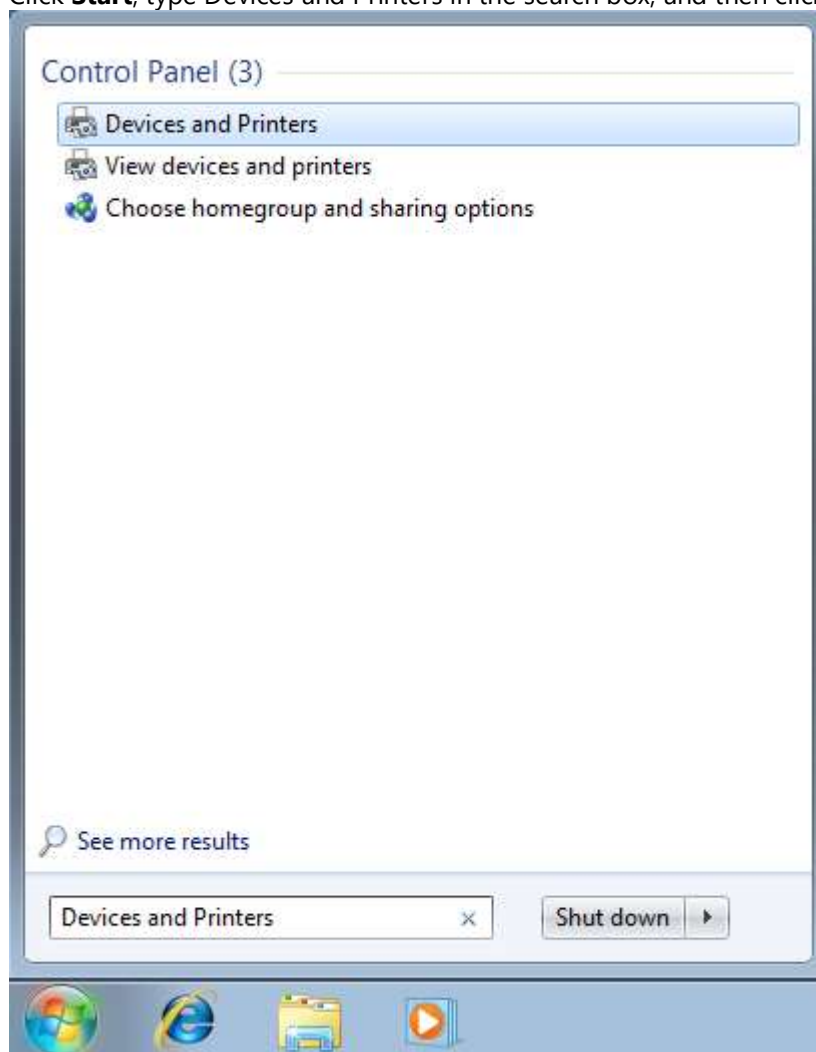 Click Start, type Devices and Printers in the search box, and then clic
Control Panel (3)
Devices and Printers
View devices and printers
Choose homegroup and sharing options
See more results
Devices and Printers
Shut down